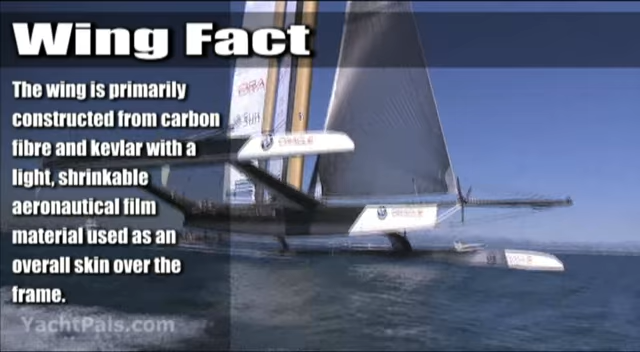 Wing Fact
The wing is primarily
constructed from carbon
fibre and kevlar with a
light, shrinkable
aeronautical film
material used as an
overall skin over the
frame.
YachtPals.com